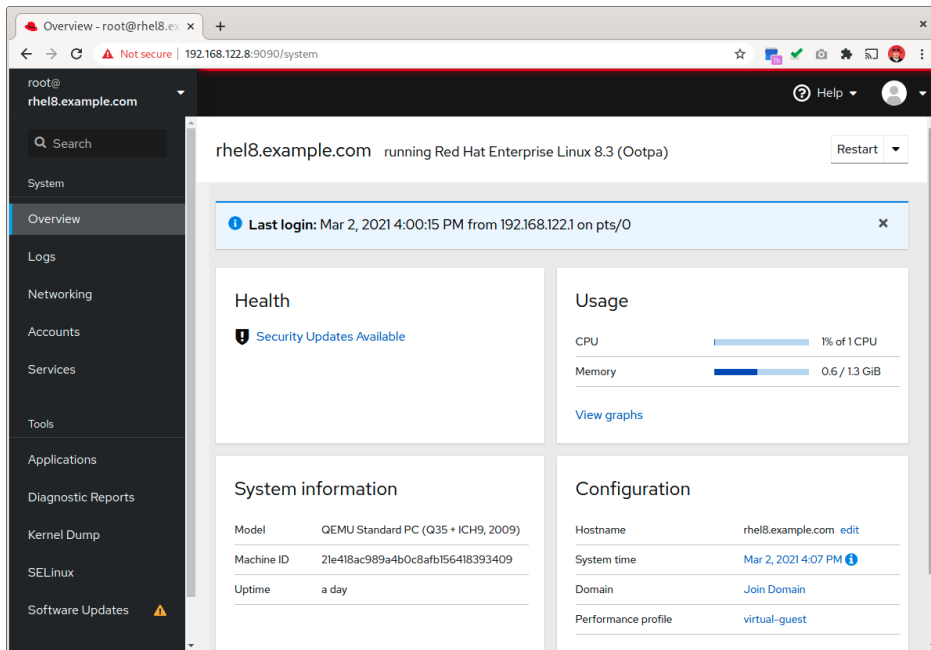 Overview - root@rhel8.ex
Not secure | 192.168.122.8:9090/system
root@
rhel8.example.com
Help
Search
rhel8.example.com running Red Hat Enterprise Linux 8.3 (Ootpa)
Restart
System
Overview
Last login: Mar 2, 2021 4:00:15 PM from 192.168.122.1 on pts/0
Logs
Networking
Accounts
Services
Health
Security Updates Available
Usage
CPU 1% of 1 CPU
Memory 0.6 / 1.3 GiB
View graphs
Tools
Applications
Diagnostic Reports
Kernel Dump
SELinux
Software Updates
System information
Model QEMU Standard PC (Q35 + ICH9, 2009)
Machine ID 21e418ac989a4b0c8afb156418393409
Uptime a day
Configuration
Hostname rhel8.example.com edit
System time Mar 2, 2021 4:07 PM
Domain Join Domain
Performance profile virtual-guest